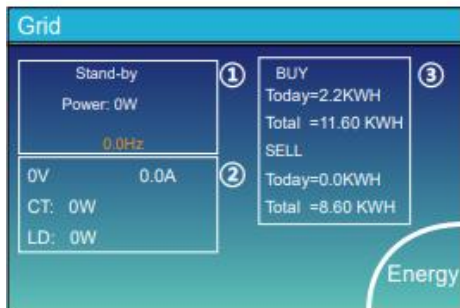 Grid
Stand-by
①
Power: 0W
0.0Hz
0V 0.0A
②
CT: 0W
LD: 0W
BUY
③
Today=2.2KWH
Total =11.60 KWH
SELL
Today=0.0KWH
Total =8.60 KWH
Energy